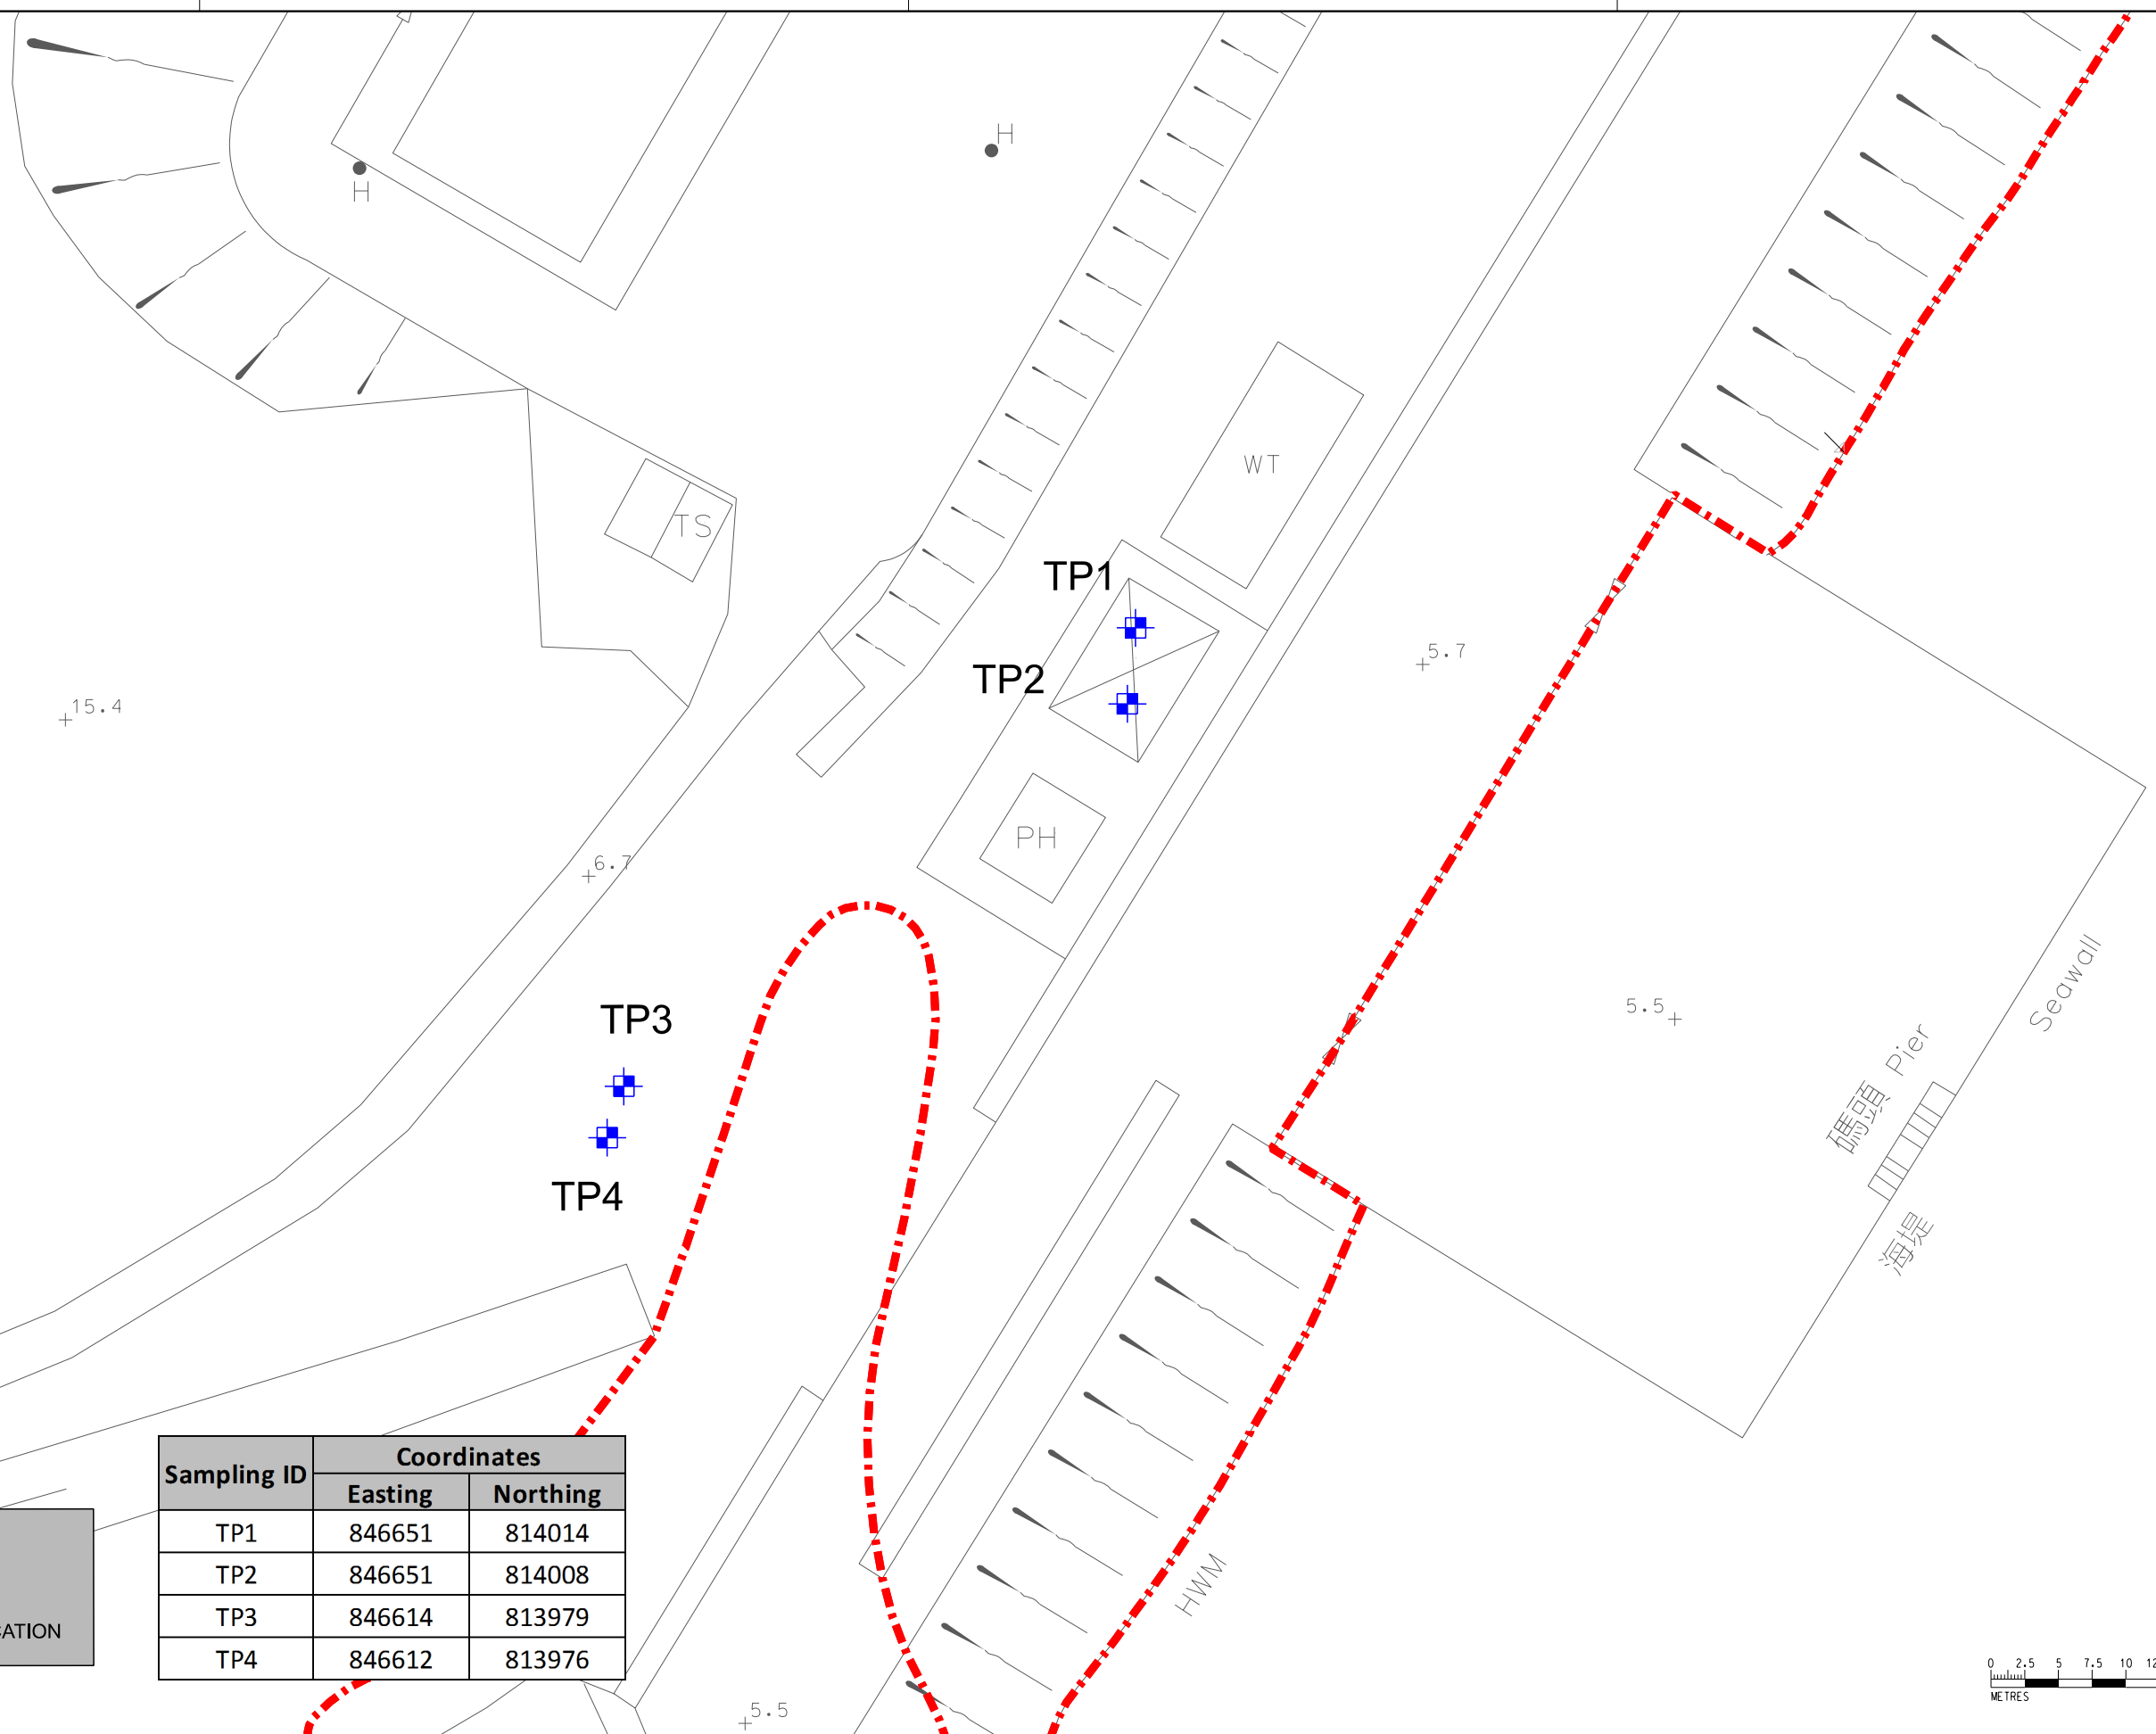 H
H
WT
TS
TP1
5.7
TP2
15.4
PH
6.7
Seawall
5.5
TP3
碼頭 Pier
TP4
海堤
Sampling ID Coordinates
Easting Northing
TP1 846651 814014
TP2 846651 814008
TP3 846614 813979
TP4 846612 813976
HWM
CATION
5.5
0 2.5 5 7.5 10 12
METRES